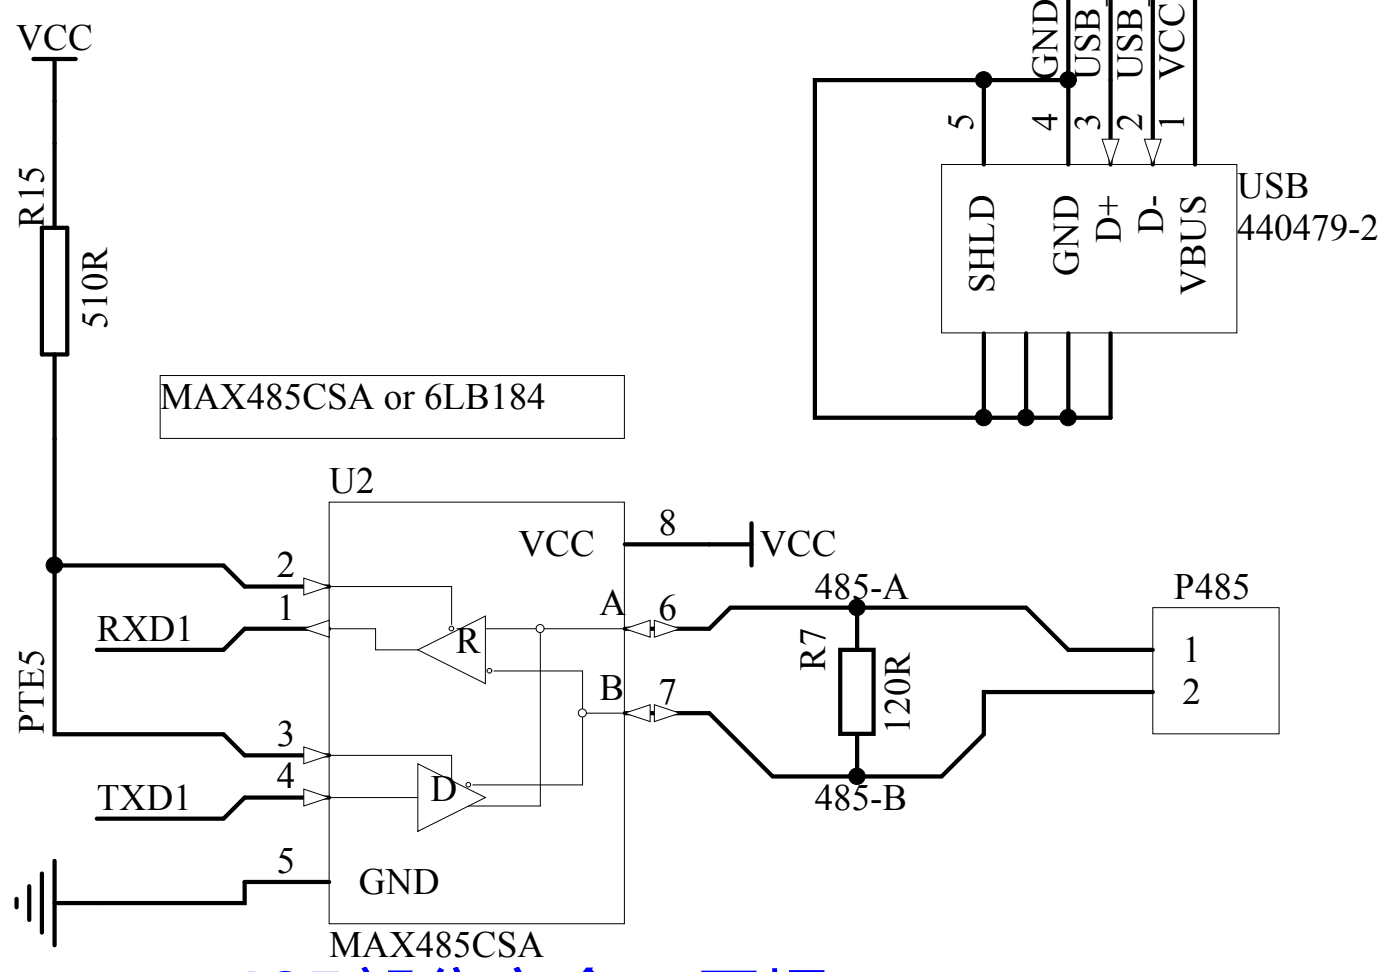 VCC
R15
510R
GND
USB
USB
VCC
5
4
3
2
1
SHLD
GND
D+
D-
VBUS
USB
440479-2
MAX485CSA or 6LB184
U2
VCC
8
VCC
2
1
RXD1
R
A
6
485-A
P485
R7
120R
1
2
B
7
PTE5
3
4
TXD1
D
485-B
5
GND
MAX485CSA